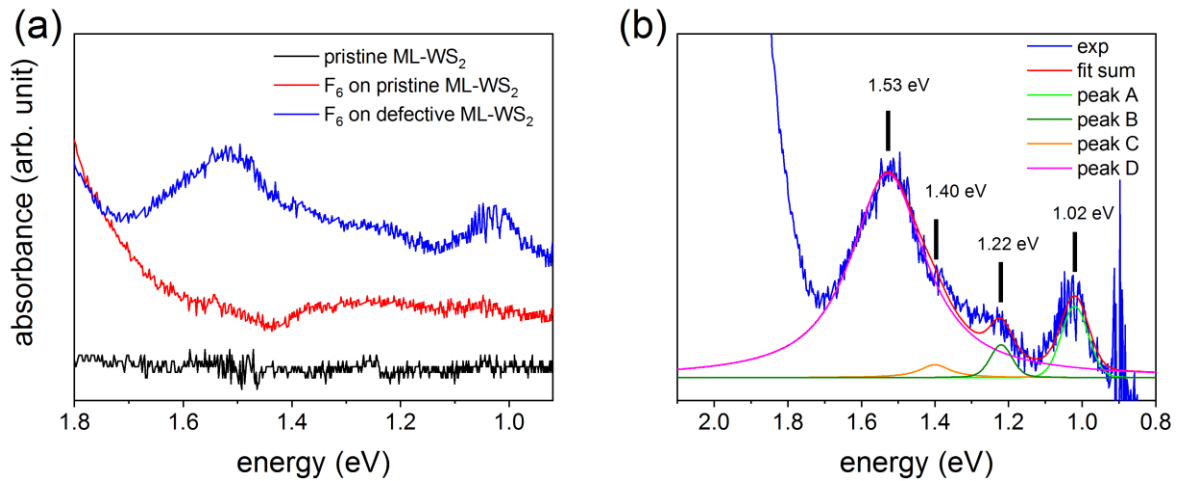 (a)
absorbance (arb. unit)
pristine ML-WS₂
F₆ on pristine ML-WS₂
F₆ on defective ML-WS₂
1.8 1.6 1.4 1.2 1.0
energy (eV)
(b)
exp
fit sum
peak A
peak B
peak C
peak D
1.53 eV
1.40 eV
1.22 eV
1.02 eV
2.0 1.8 1.6 1.4 1.2 1.0 0.8
energy (eV)